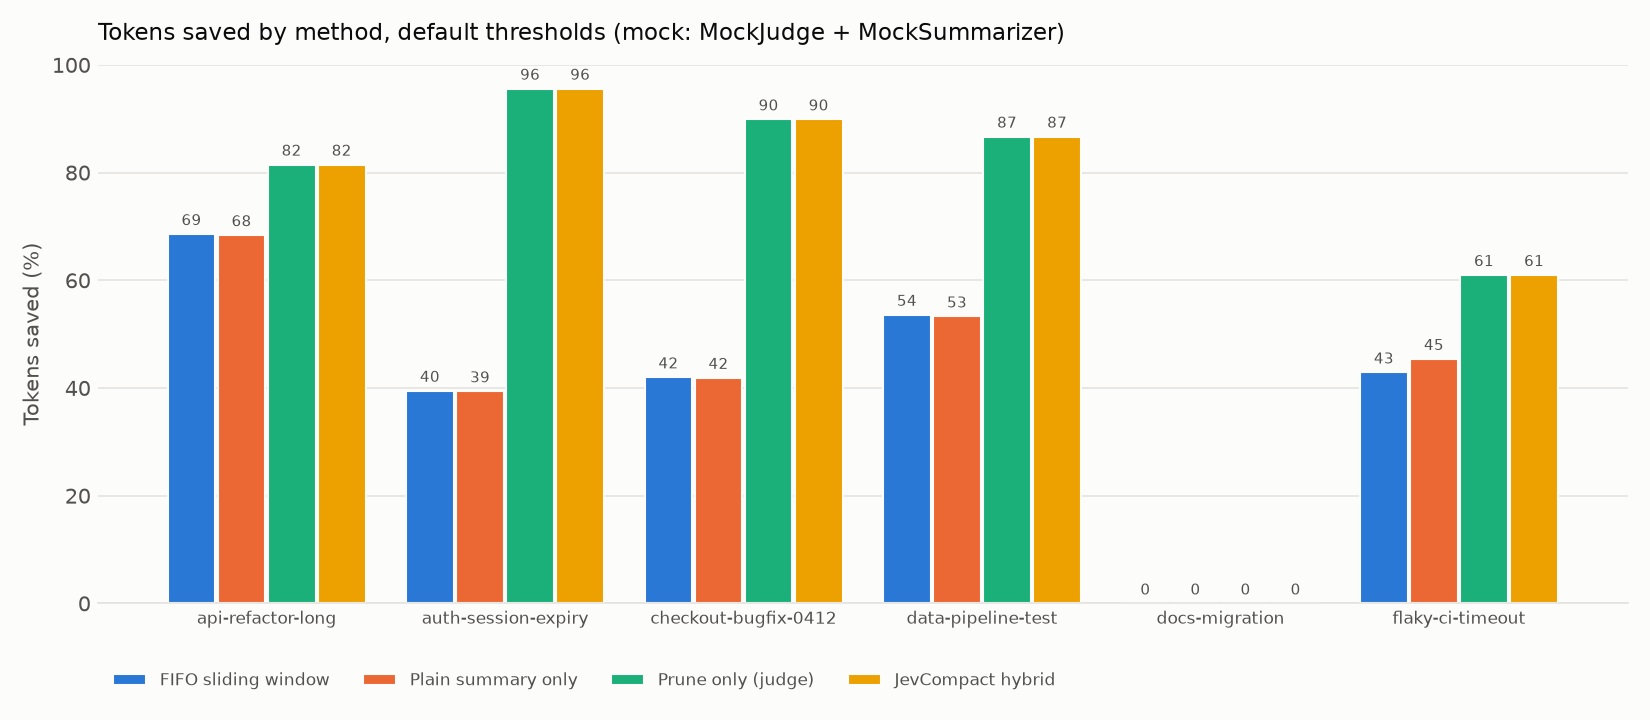 Tokens saved by method, default thresholds (mock: MockJudge + MockSummarizer)
Tokens saved (%)
100
80
60
40
20
0
69 68 82 82
40 39 96 96
42 42 90 90
54 53 87 87
0 0 0 0
43 45 61 61
api-refactor-long auth-session-expiry checkout-bugfix-0412 data-pipeline-test docs-migration flaky-ci-timeout
FIFO sliding window Plain summary only Prune only (judge) JevCompact hybrid